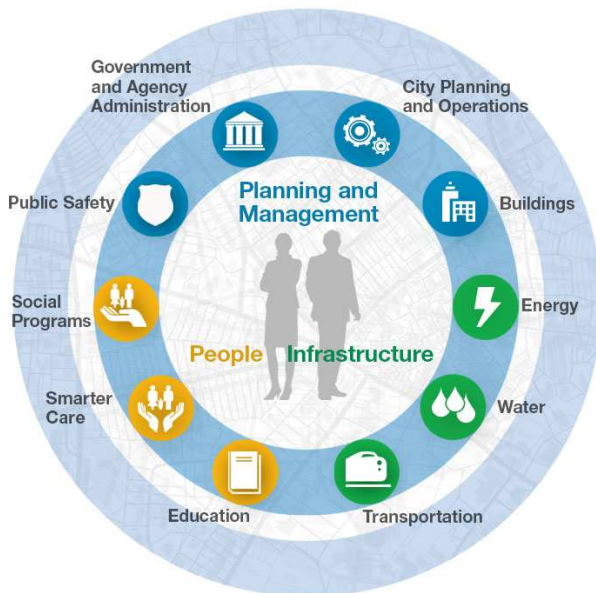 Government
and Agency
Administration
City Planning
and Operations
Public Safety
Planning and
Management
Buildings
Social
Programs
Energy
People
Infrastructure
Smarter
Care
Water
Education
Transportation